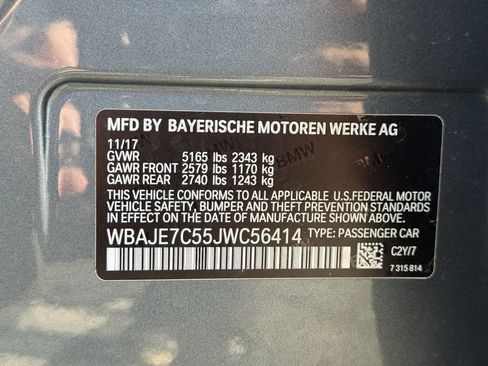 MFD BY BAYERISCHE MOTOREN WERKE AG
11/17
GVWR 5165 lbs 2343 kg
GAWR FRONT 2579 lbs 1170 kg
GAWR REAR 2740 lbs 1243 kg
THIS VEHICLE CONFORMS TO ALL APPLICABLE U.S.FEDERAL MOTOR
VEHICLE SAFETY, BUMPER, AND THEFT PREVENTION STANDARDS
IN EFFECT ON THE DATE OF MANUFACTURE SHOWN ABOVE.
WBAJE7C55JWC56414 TYPE: PASSENGER CAR
C2Y/7
7 315 814
BMW